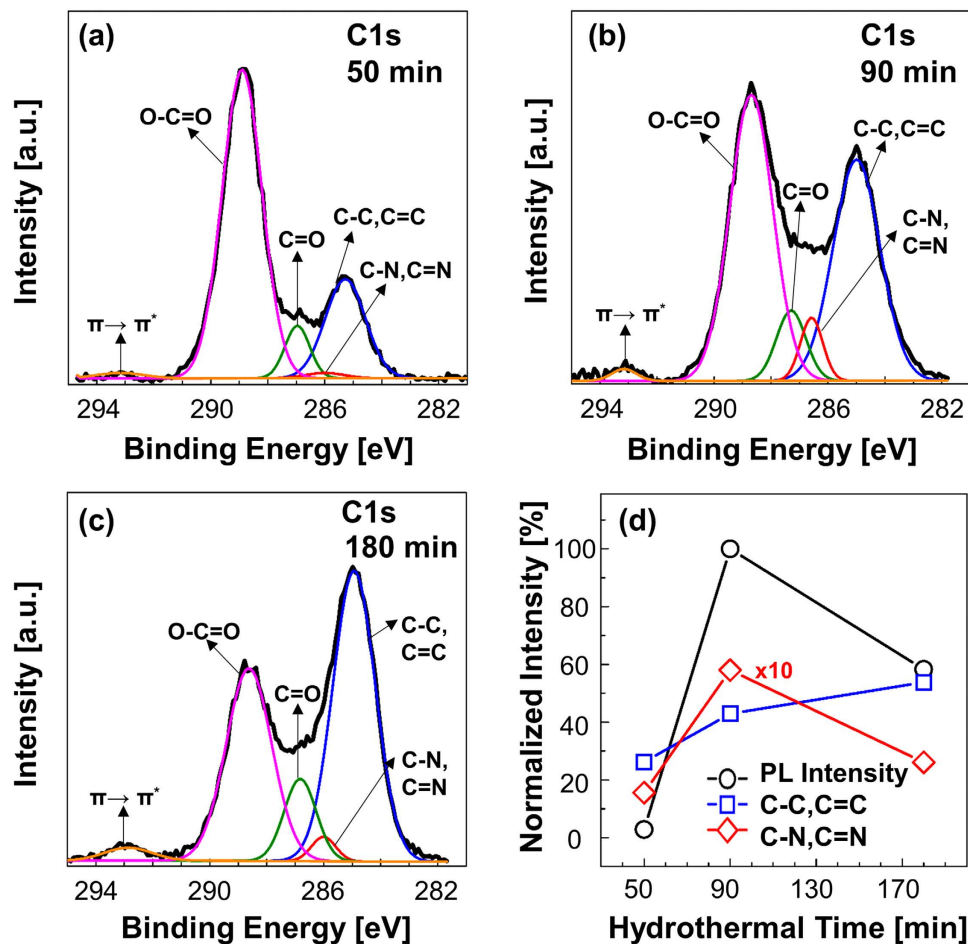 (a)
C1s
50 min
O-C=O
C=O
C-C,C=C
C-N,C=N
π→ π*
Intensity [a.u.]
294
290
286
282
Binding Energy [eV]
(b)
C1s
90 min
O-C=O
C=O
C-C,C=C
C-N,
C=N
π→ π*
Intensity [a.u.]
294
290
286
282
Binding Energy [eV]
(c)
C1s
180 min
O-C=O
C=O
C-C,
C=C
C-N,
C=N
π→ π*
Intensity [a.u.]
294
290
286
282
Binding Energy [eV]
(d)
Normalized Intensity [%]
100
80
60
40
20
0
x10
PL Intensity
C-C,C=C
C-N,C=N
50
90
130
170
Hydrothermal Time [min]